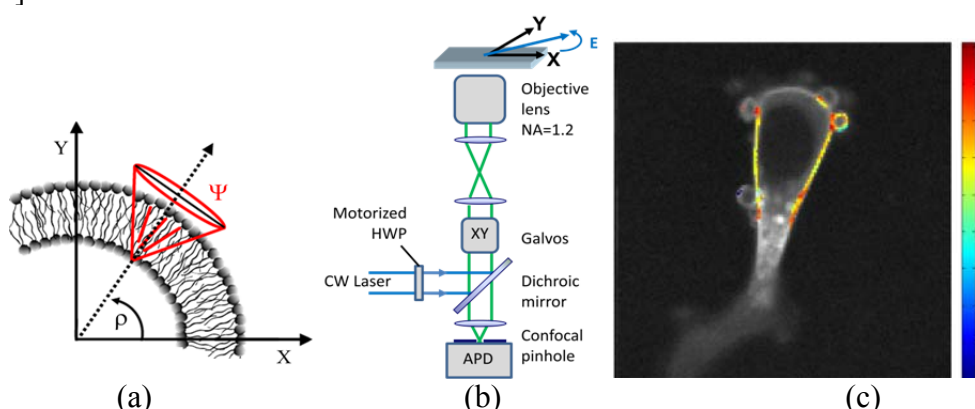 ]
Y
Ψ
ρ
X
(a)
Y
E
X
Objective
lens
NA=1.2
Motorized
HWP
XY
Galvos
CW Laser
Dichroic
mirror
Confocal
pinhole
APD
(b)
(c)